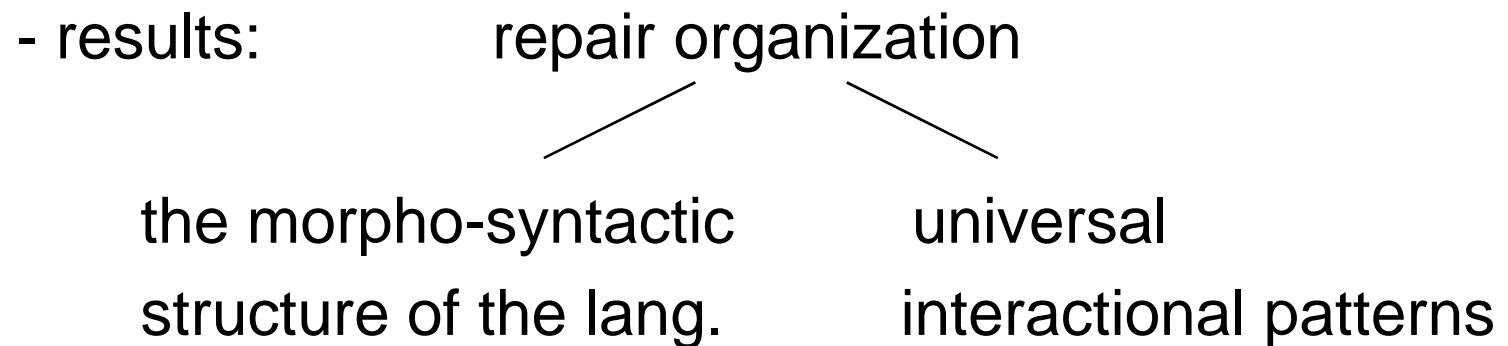 - results: repair organization
the morpho-syntactic universal
structure of the lang. interactional patterns